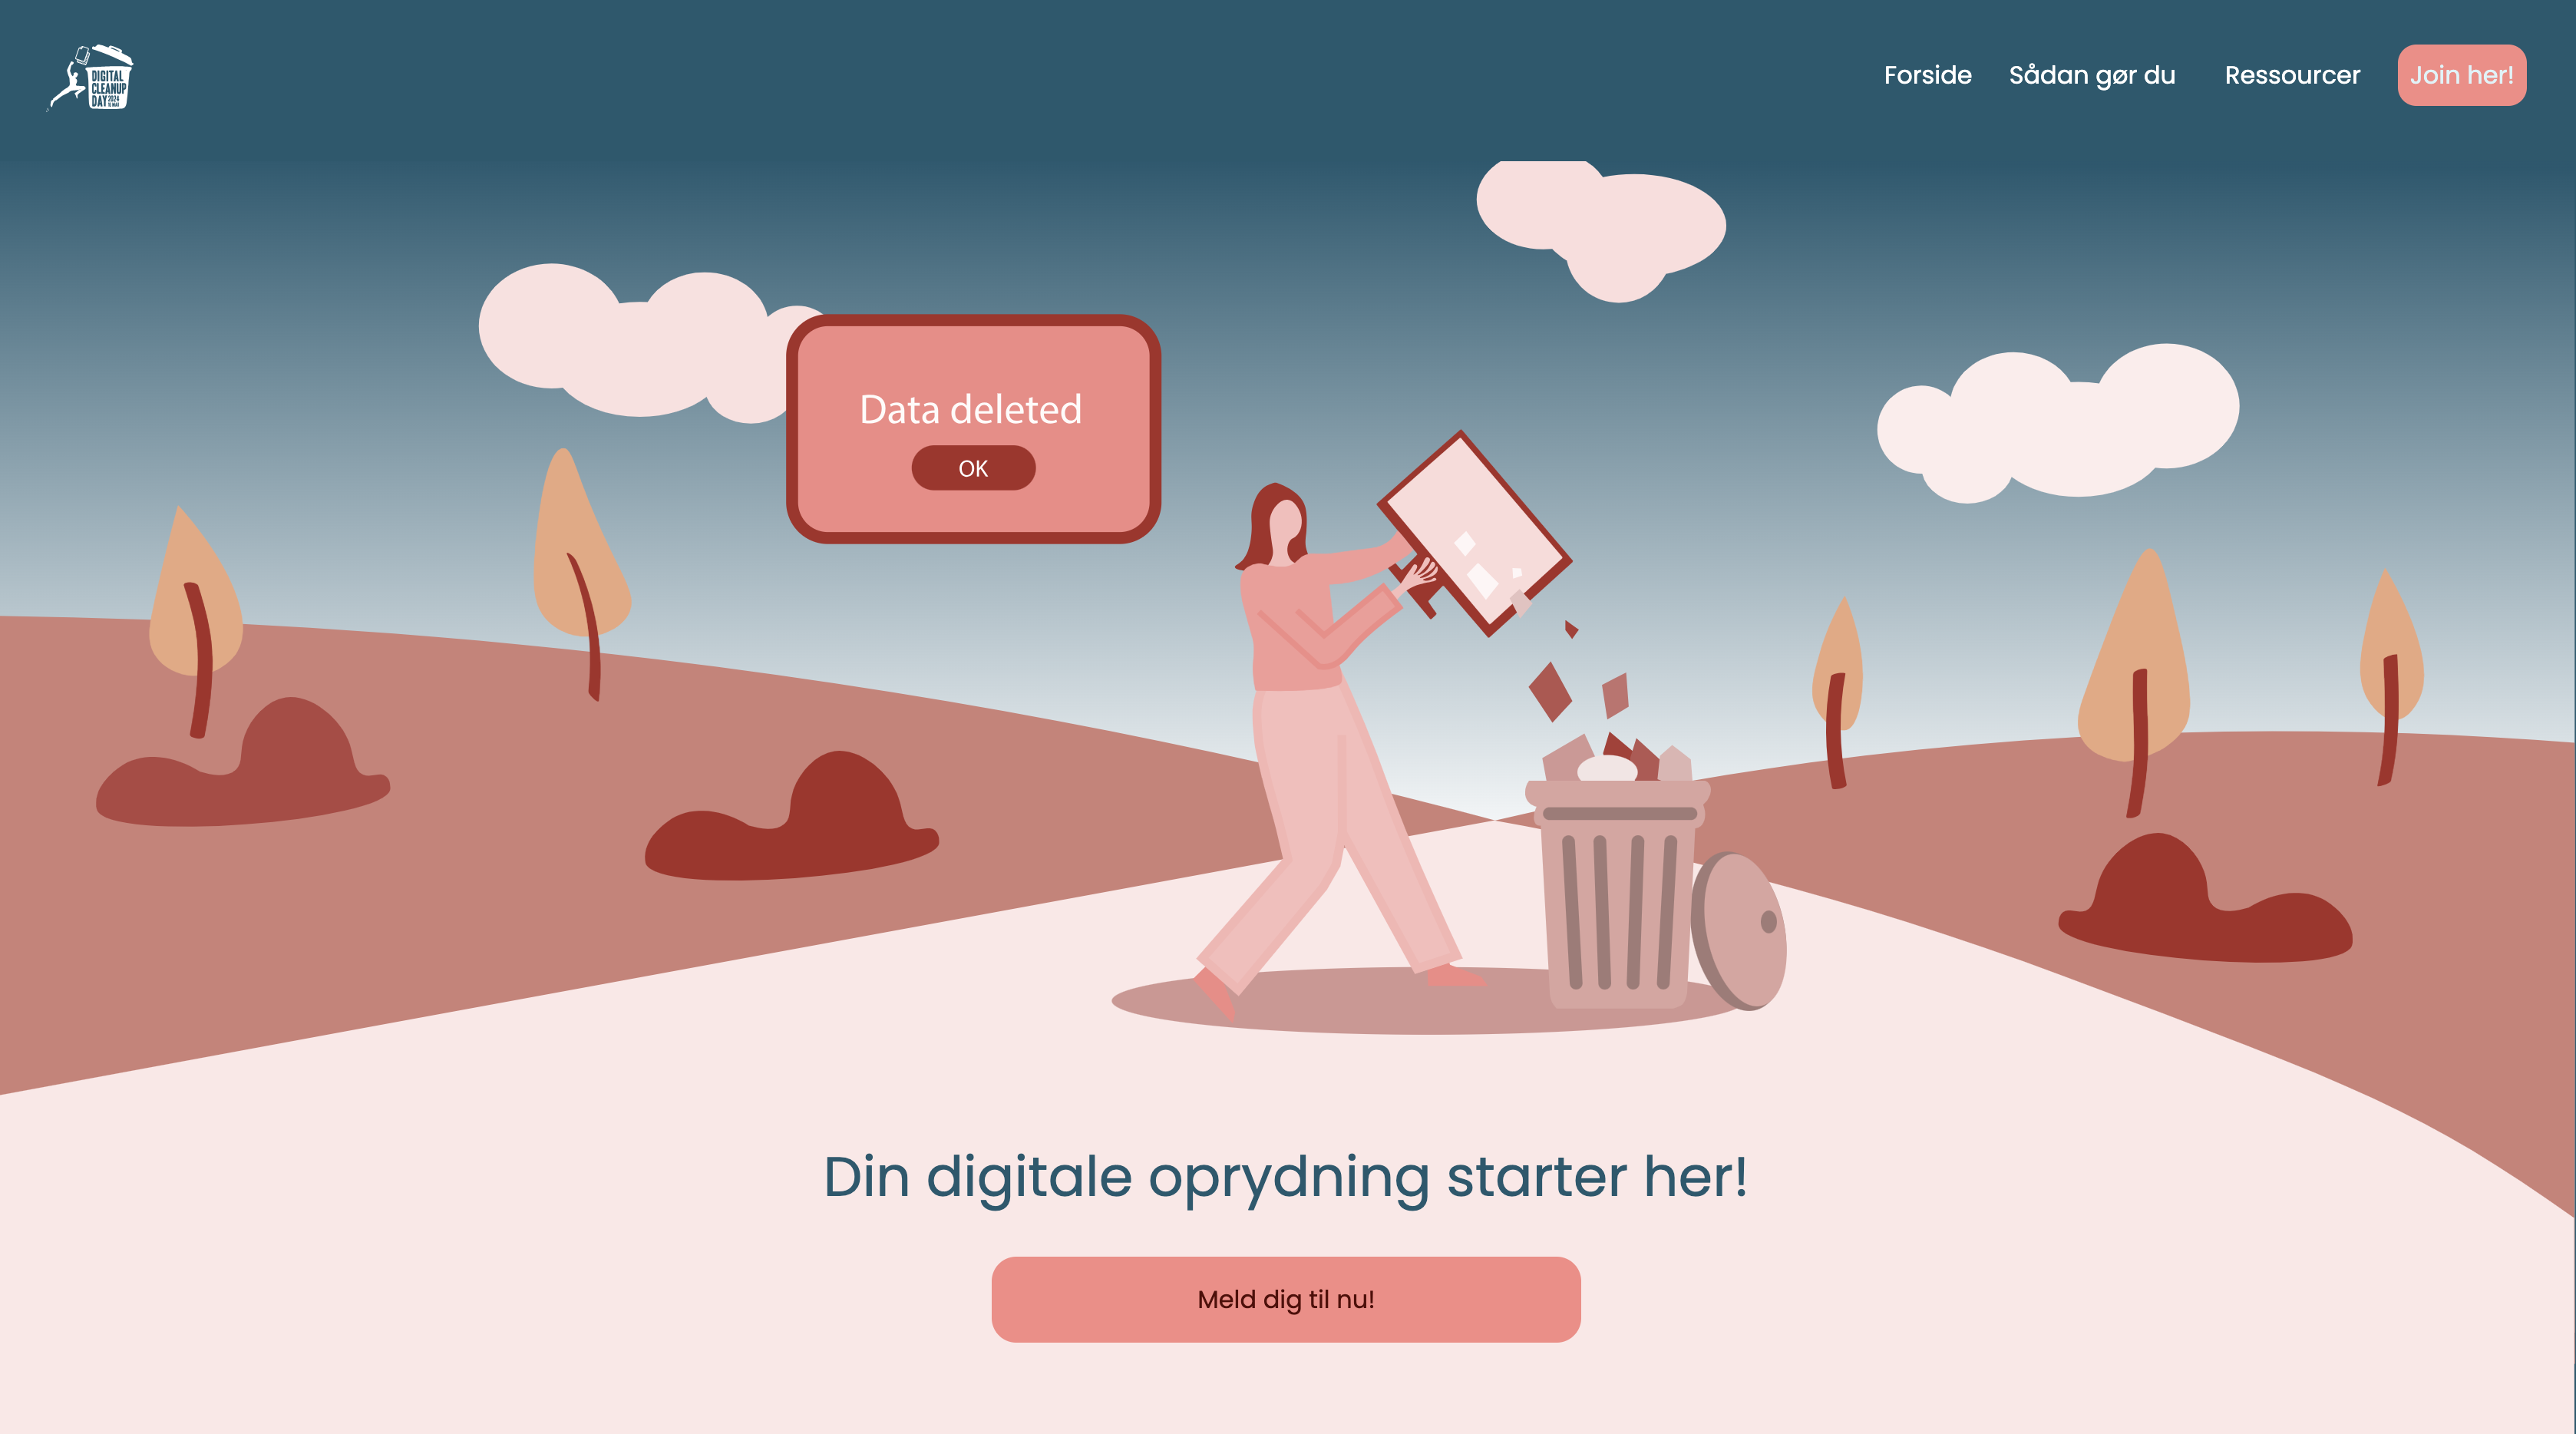 DIGITAL
CLEANUP
DAY 2024
Forside Sådan gør du Ressourcer Join her!
Data deleted
OK
Din digitale oprydning starter her!
Meld dig til nu!